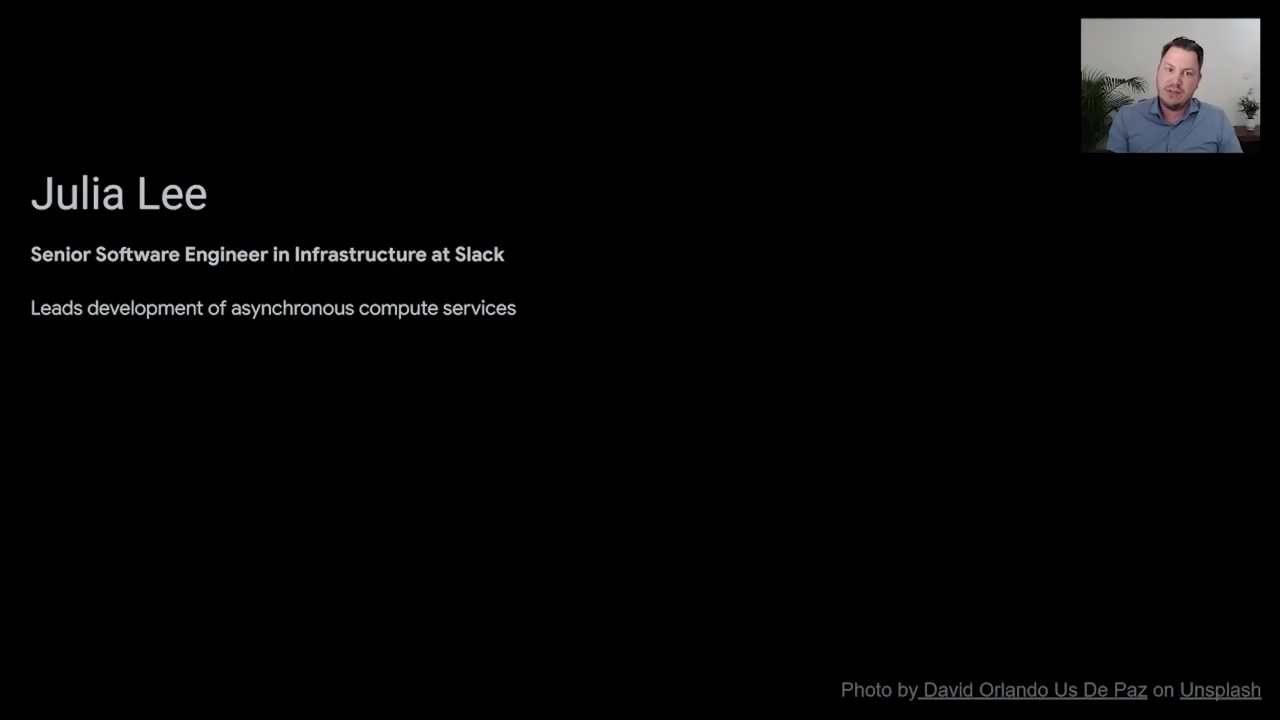 Julia Lee
Senior Software Engineer in Infrastructure at Slack
Leads development of asynchronous compute services
Photo by David Orlando Us De Paz on Unsplash